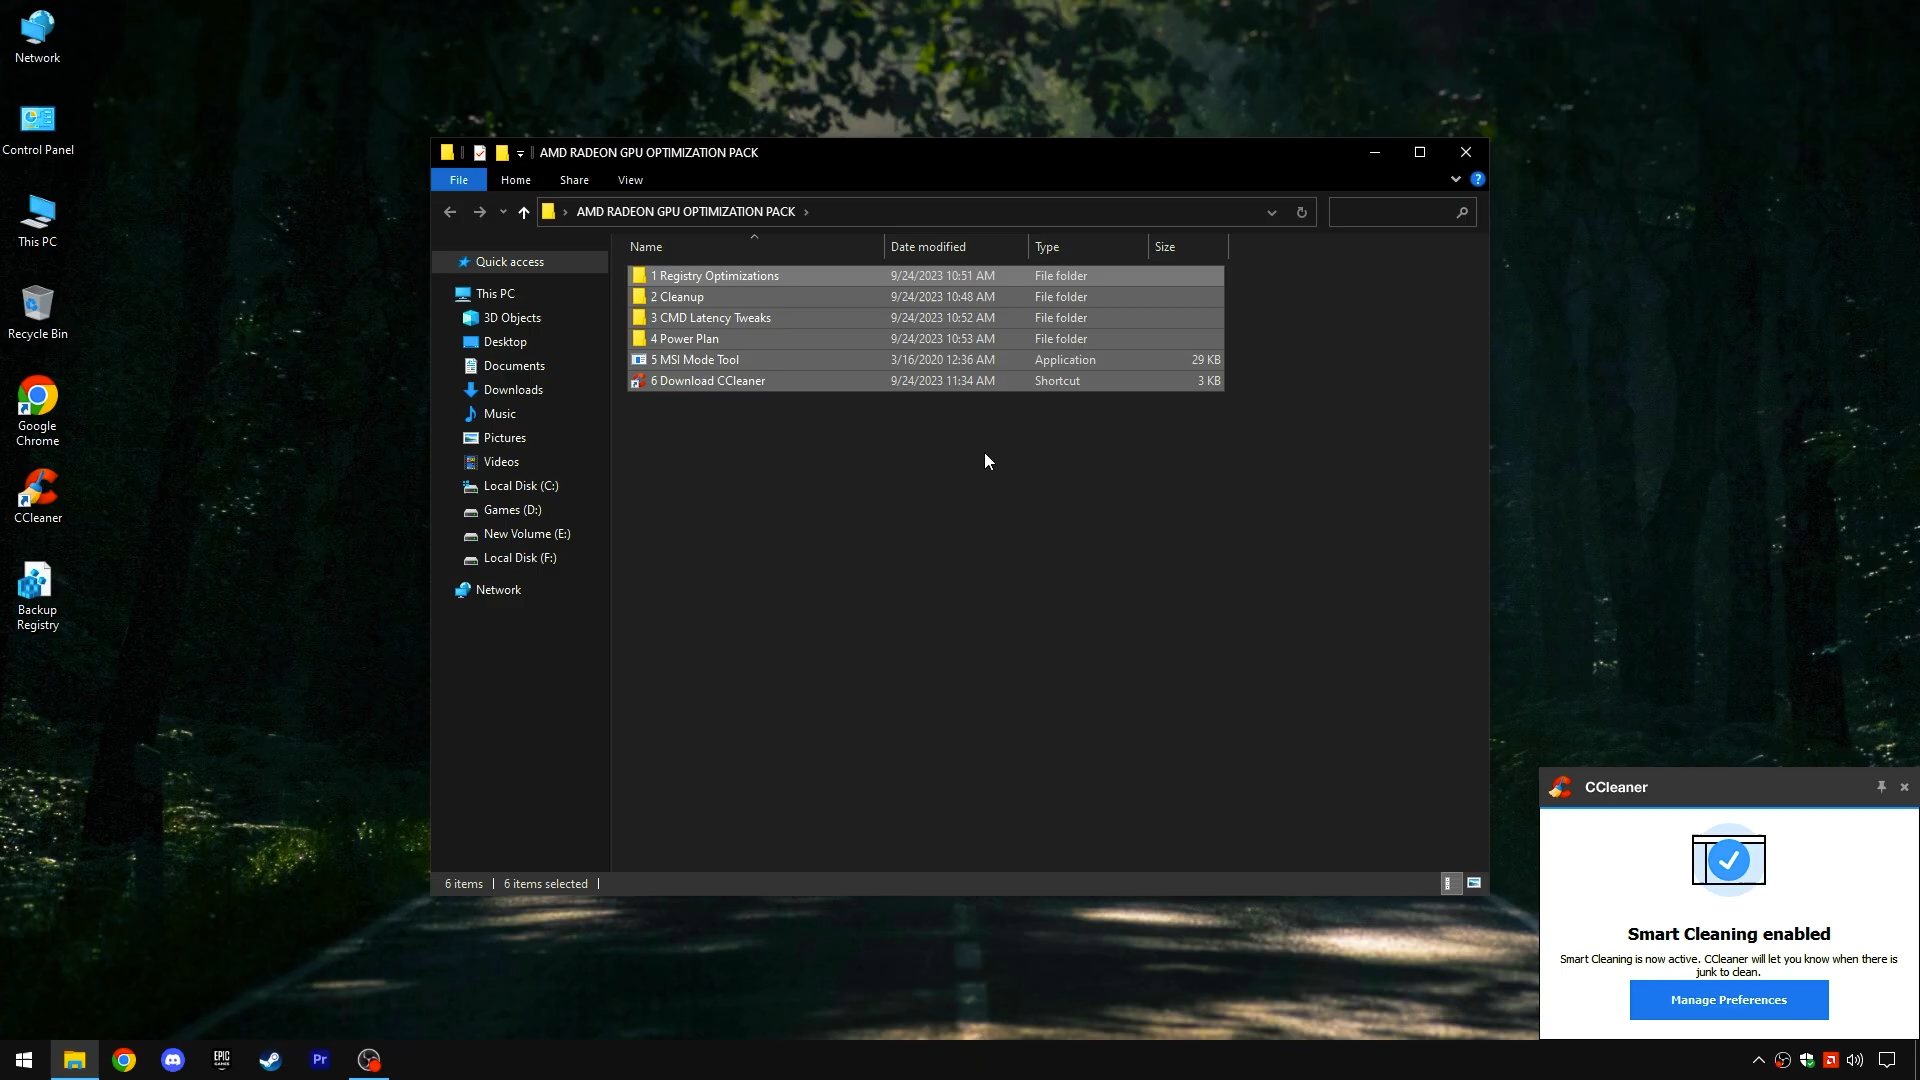 Network
Control Panel
This PC
Recycle Bin
Google
Chrome
CCleaner
Backup
Registry
AMD RADEON GPU OPTIMIZATION PACK
File
Home
Share
View
AMD RADEON GPU OPTIMIZATION PACK
Name
Date modified
Type
Size
Quick access
This PC
3D Objects
Desktop
Documents
Downloads
Music
Pictures
Videos
Local Disk (C:)
Games (D:)
New Volume (E:)
Local Disk (F:)
Network
1 Registry Optimizations 9/24/2023 10:51 AM File folder
2 Cleanup 9/24/2023 10:48 AM File folder
3 CMD Latency Tweaks 9/24/2023 10:52 AM File folder
4 Power Plan 9/24/2023 10:53 AM File folder
5 MSI Mode Tool 3/16/2020 12:36 AM Application 29 KB
6 Download CCleaner 9/24/2023 11:34 AM Shortcut 3 KB
6 items
6 items selected
CCleaner
Smart Cleaning enabled
Smart Cleaning is now active. CCleaner will let you know when there is
junk to clean.
Manage Preferences
EPIC
GAMES
Pr